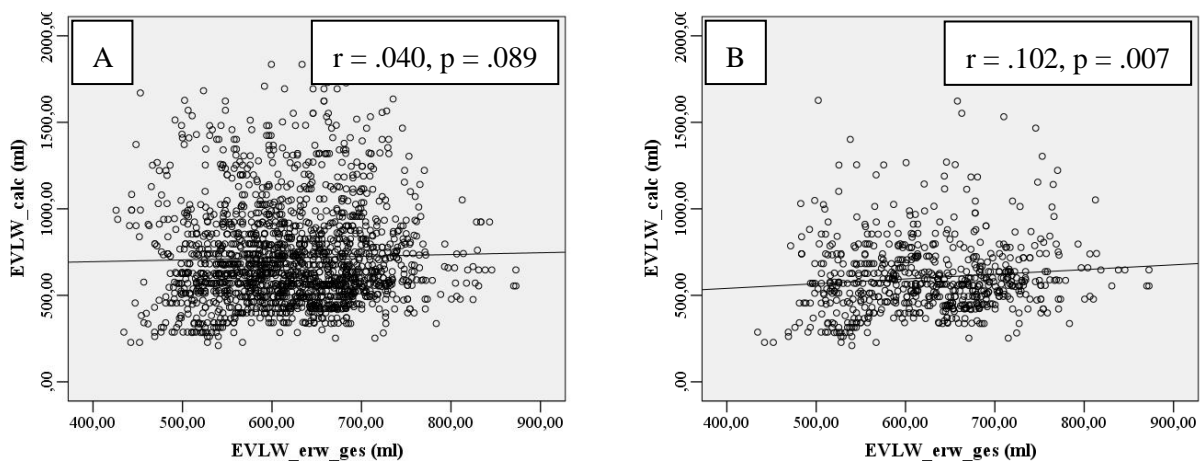 A
r = .040, p = .089
2000,00
1500,00
1000,00
500,00
,00
EVLW_calc (ml)
400,00 500,00 600,00 700,00 800,00 900,00
EVLW_erw_ges (ml)
B
r = .102, p = .007
2000,00
1500,00
1000,00
500,00
,00
EVLW_calc (ml)
400,00 500,00 600,00 700,00 800,00 900,00
EVLW_erw_ges (ml)